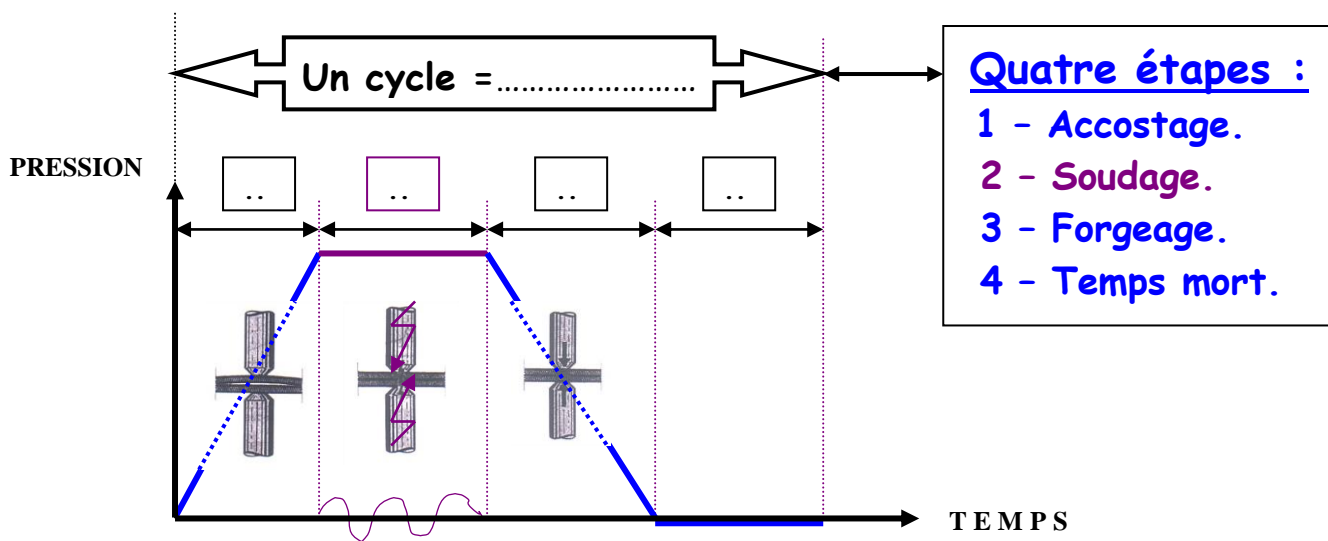 Un cycle =........................
Quatre étapes :
1 – Accostage.
2 – Soudage.
3 – Forgeage.
4 – Temps mort.
PRESSION
..
..
..
..
T E M P S